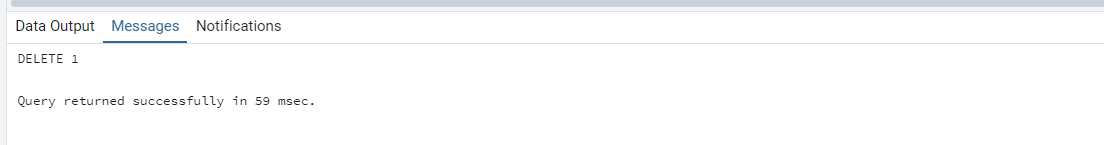 Data Output Messages Notifications
DELETE 1
Query returned successfully in 59 msec.